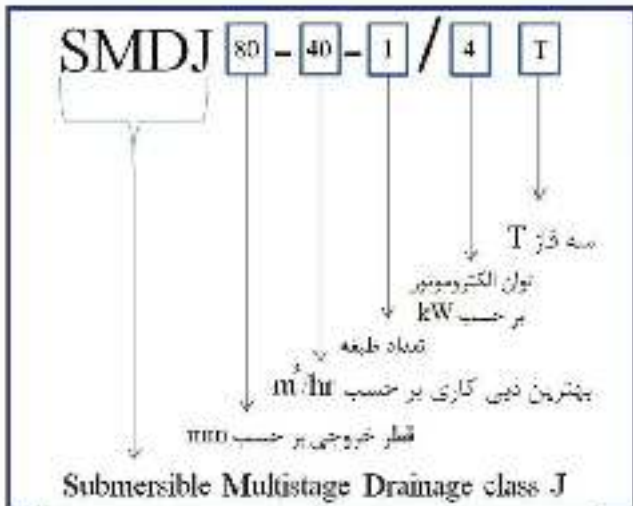 SMDJ 80 - 40 - 1 / 4 T
سه فاز T
توان الکتروموتور
بر حسب kW
تعداد طبقه
بهترین دبی کاری بر حسب m³/hr
قطر خروجی بر حسب mm
Submersible Multistage Drainage class J